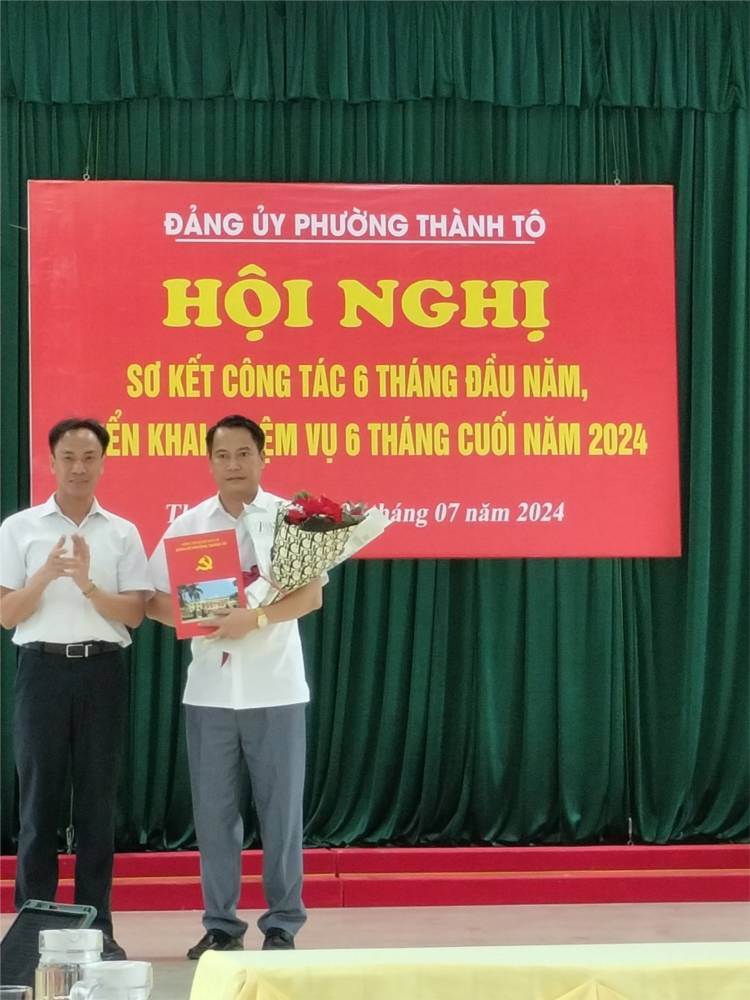 ĐẢNG ỦY PHƯỜNG THÀNH TÔ
HỘI NGHỊ
SƠ KẾT CÔNG TÁC 6 THÁNG ĐẦU NĂM,
ỂN KHAI ỆM VỤ 6 THÁNG CUỐI NĂM 2024
háng 07 năm 2024